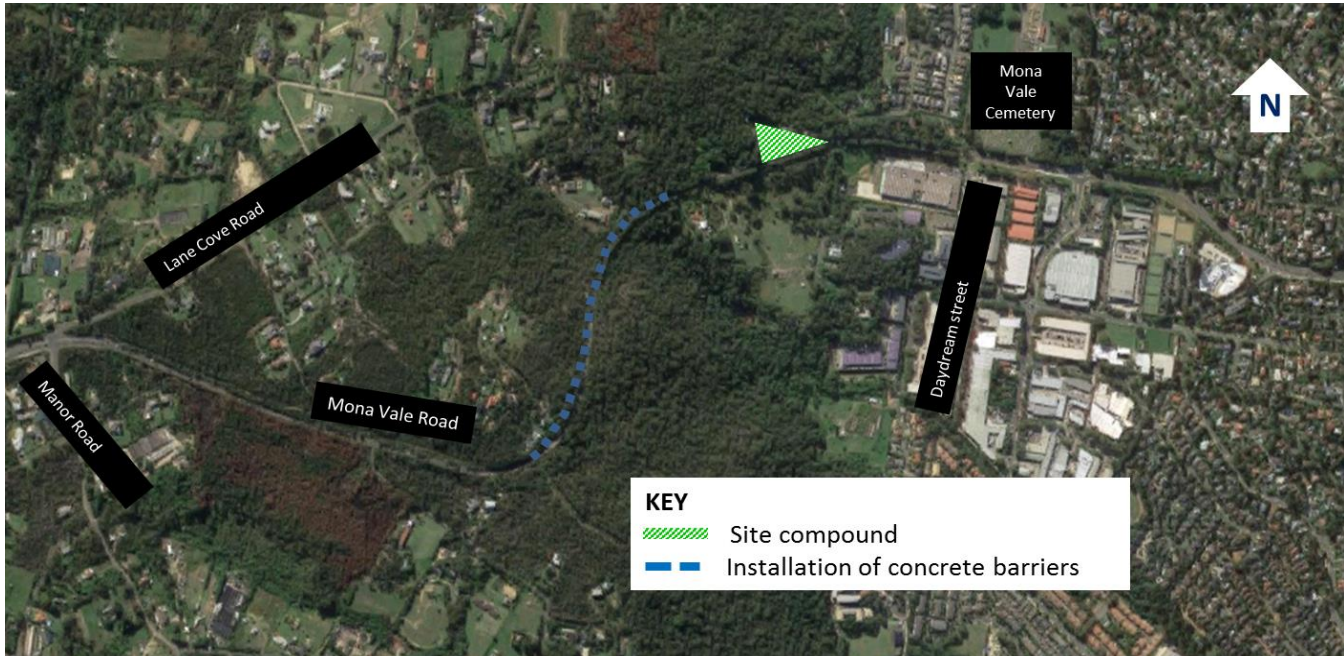 Mona
Vale
Cemetery
N
Lane Cove Road
Daydream street
Manor Road
Mona Vale Road
KEY
Site compound
Installation of concrete barriers